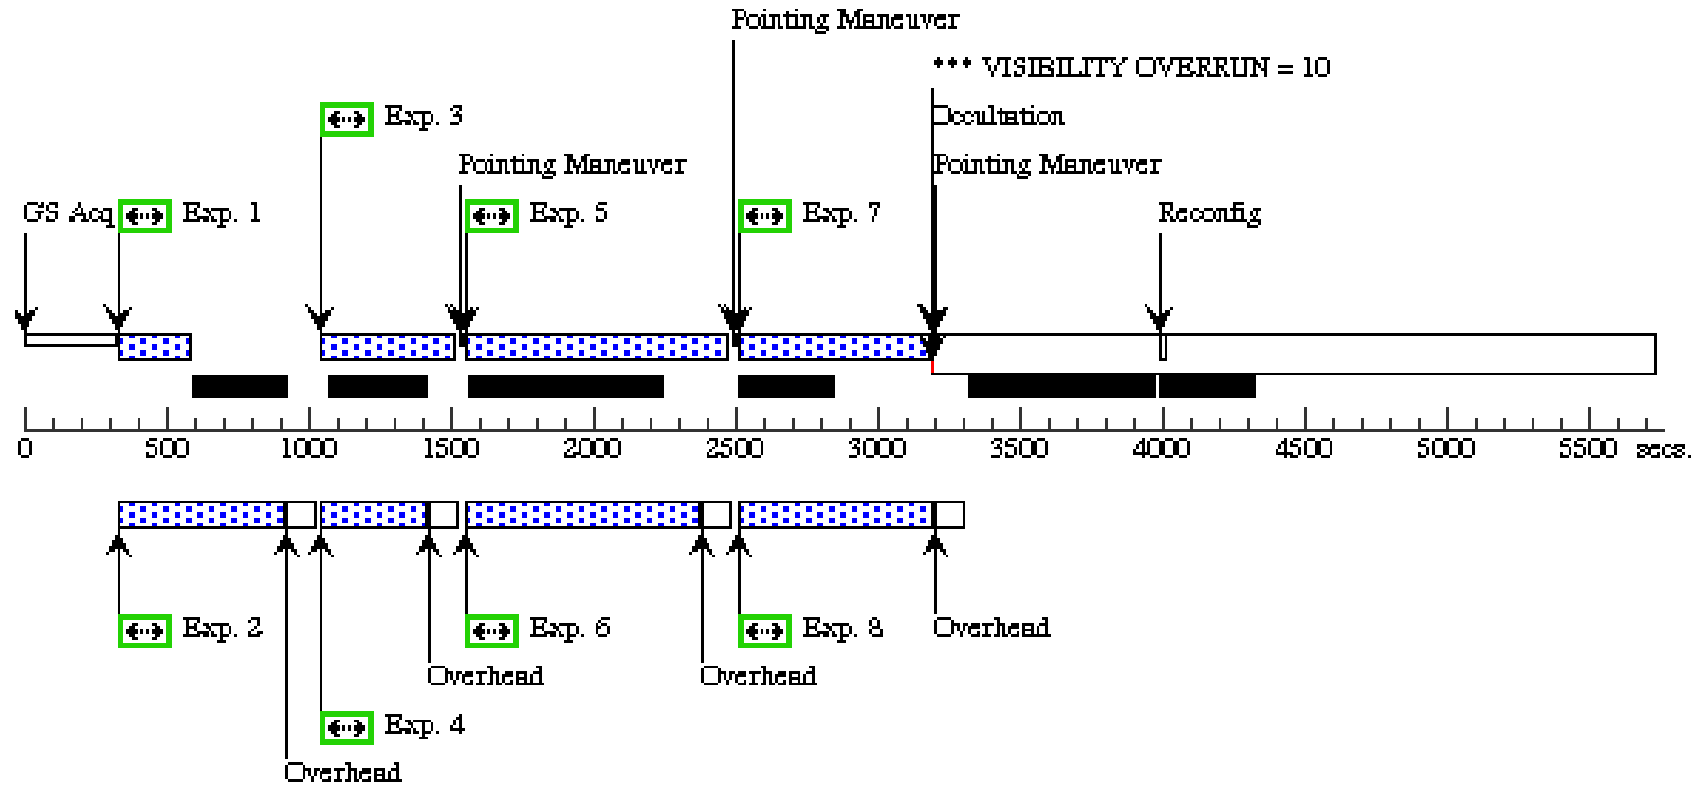 Pointing Maneuver
*** VISIBILITY OVERRUN = 10
Exp. 3
Occultation
Pointing Maneuver
Pointing Maneuver
GS Acq
Exp. 1
Exp. 5
Exp. 7
Reconfig
0 500 1000 1500 2000 2500 3000 3500 4000 4500 5000 5500 secs.
Exp. 2
Exp. 6
Exp. 8
Overhead
Overhead
Overhead
Exp. 4
Overhead